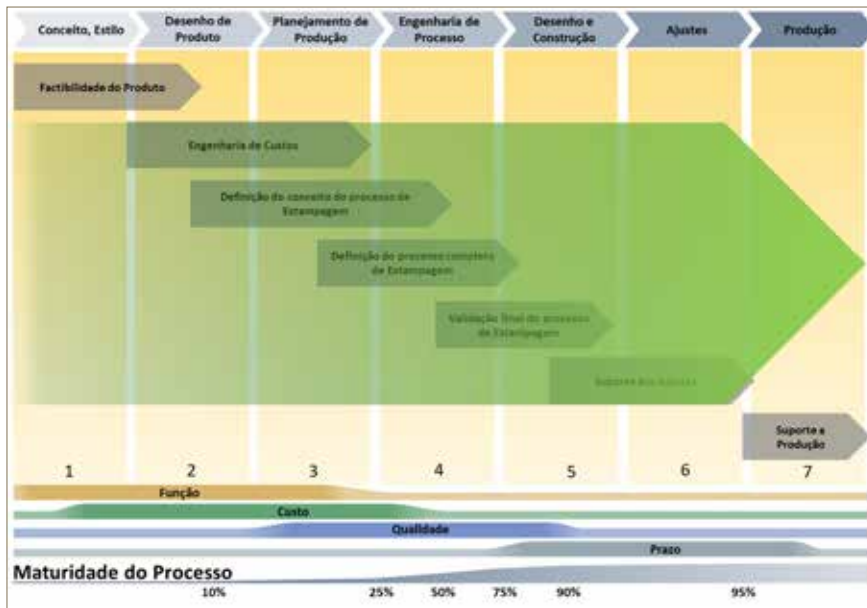 Conceito, Estilo
Desenho de
Produto
Planejamento de
Produção
Engenharia de
Processo
Desenho e
Construção
Ajustes
Produção
Factibilidade do Produto
Engenharia de Custos
Definição do conceito do processo de
Estampagem
Definição do processo completo
de Estampagem
Validação final do processo
de Estampagem
Suporte aos Ajustes
Suporte a
Produção
1 2 3 4 5 6 7
Função
Custo
Qualidade
Prazo
Maturidade do Processo
10% 25% 50% 75% 90% 95%